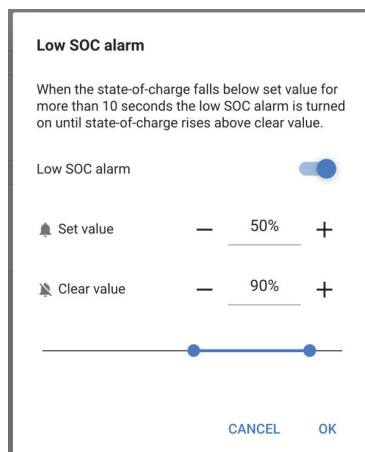 Low SOC alarm
When the state-of-charge falls below set value for
more than 10 seconds the low SOC alarm is turned
on until state-of-charge rises above clear value.
Low SOC alarm
Set value − 50% +
Clear value − 90% +
CANCEL OK